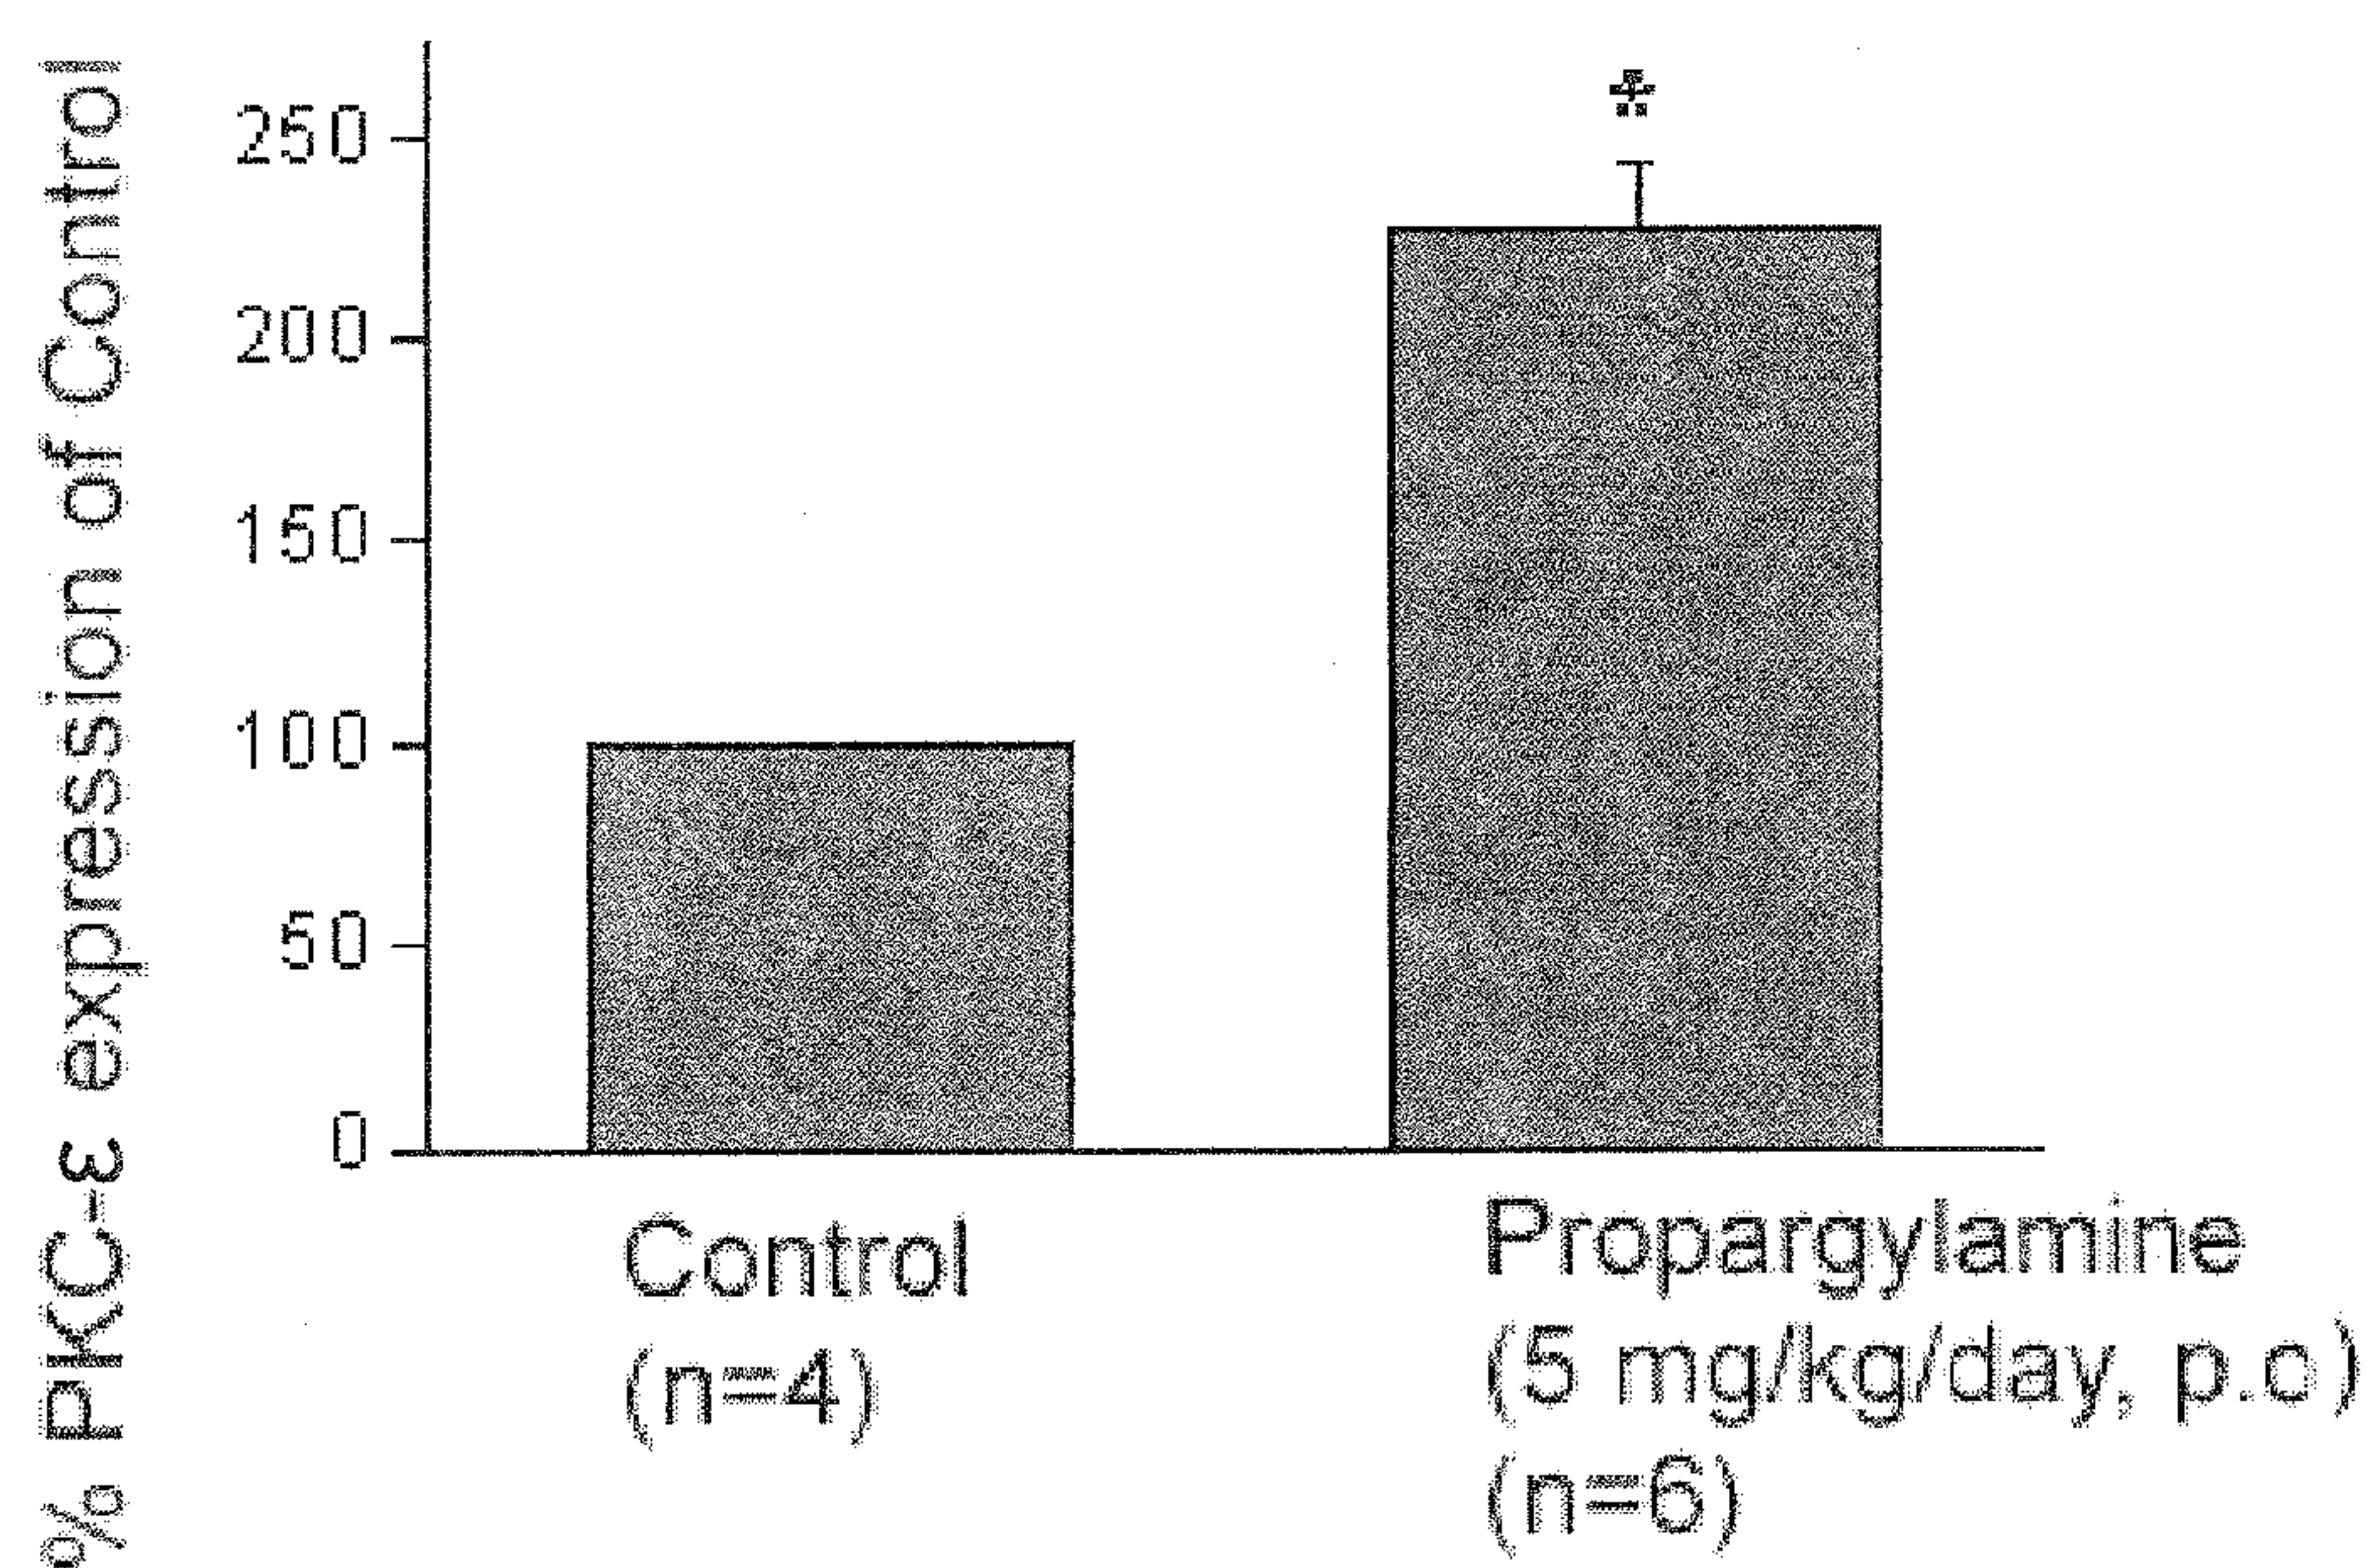 % PKC-ε expression of Control
250
200
150
100
50
0
*
Control
(n=4)
Propargylamine
(5 mg/kg/day, p.o)
(n=6)